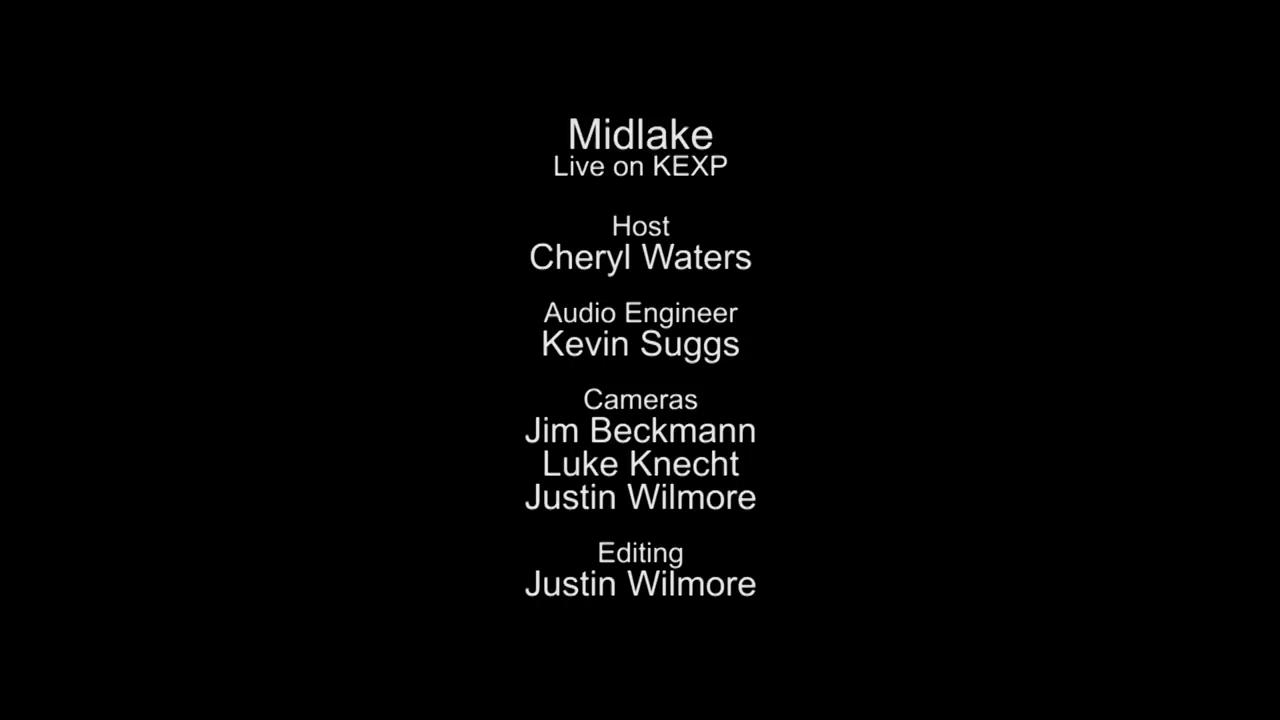 Midlake
Live on KEXP
Host
Cheryl Waters
Audio Engineer
Kevin Suggs
Cameras
Jim Beckmann
Luke Knecht
Justin Wilmore
Editing
Justin Wilmore